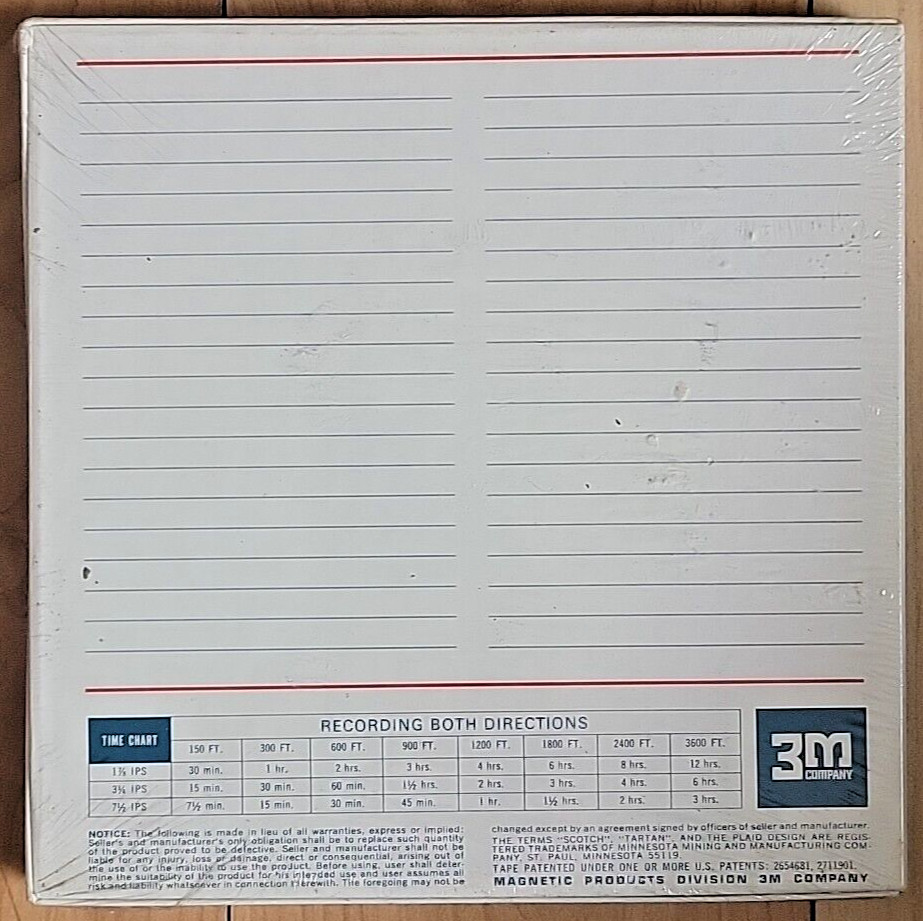 RECORDING BOTH DIRECTIONS
TIME CHART 150 FT. 300 FT. 600 FT. 900 FT. 1200 FT. 1800 FT. 2400 FT. 3600 FT.
1⅞ IPS 30 min. 1 hr. 2 hrs. 3 hrs. 4 hrs. 6 hrs. 8 hrs. 12 hrs.
3¾ IPS 15 min. 30 min. 60 min. 1½ hrs. 2 hrs. 3 hrs. 4 hrs. 6 hrs.
7½ IPS 7½ min. 15 min. 30 min. 45 min. 1 hr. 1½ hrs. 2 hrs. 3 hrs.
3M
COMPANY
NOTICE: The following is made in lieu of all warranties, express or implied:
Seller's and manufacturer's only obligation shall be to replace such quantity
of the product proved to be defective. Seller and manufacturer shall not be
liable for any injury, loss or damage, direct or consequential, arising out of
the use of or the inability to use the product. Before using, user shall deter-
mine the suitability of the product for his intended use and user assumes all
risk and liability whatsoever in connection therewith. The foregoing may not be
changed except by an agreement signed by officers of seller and manufacturer.
THE TERMS "SCOTCH", "TARTAN", AND THE PLAID DESIGN ARE REGIS-
TERED TRADEMARKS OF MINNESOTA MINING AND MANUFACTURING COM-
PANY, ST. PAUL, MINNESOTA 55119.
TAPE PATENTED UNDER ONE OR MORE U.S. PATENTS: 2654681, 2711901
MAGNETIC PRODUCTS DIVISION 3M COMPANY